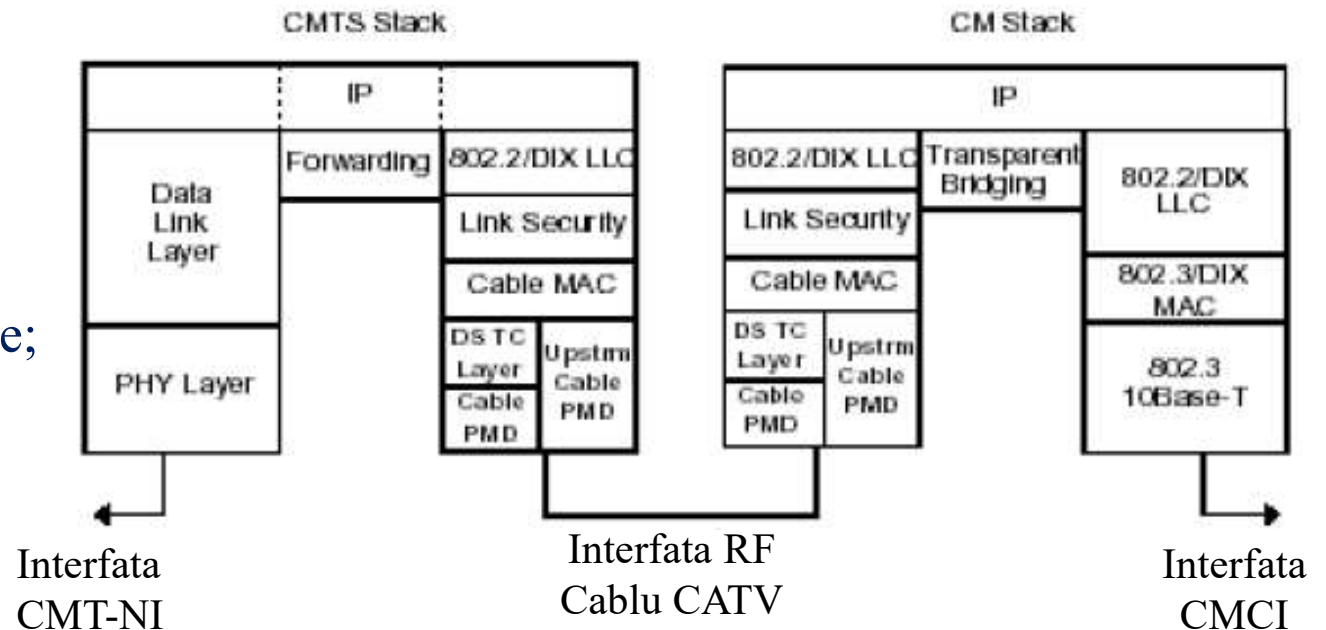 CMTS Stack
CM Stack
IP
IP
Data
Link
Layer
Forwarding
802.2/DIX LLC
Link Security
Cable MAC
PHY Layer
DS TC
Layer
Cable
PMD
Upstrm
Cable
PMD
802.2/DIX LLC
Link Security
Cable MAC
DS TC
Layer
Cable
PMD
Upstrm
Cable
PMD
Transparent
Bridging
802.2/DIX
LLC
802.3/DIX
MAC
802.3
10Base-T
e;
Interfata
CMT-NI
Interfata RF
Cablu CATV
Interfata
CMCI